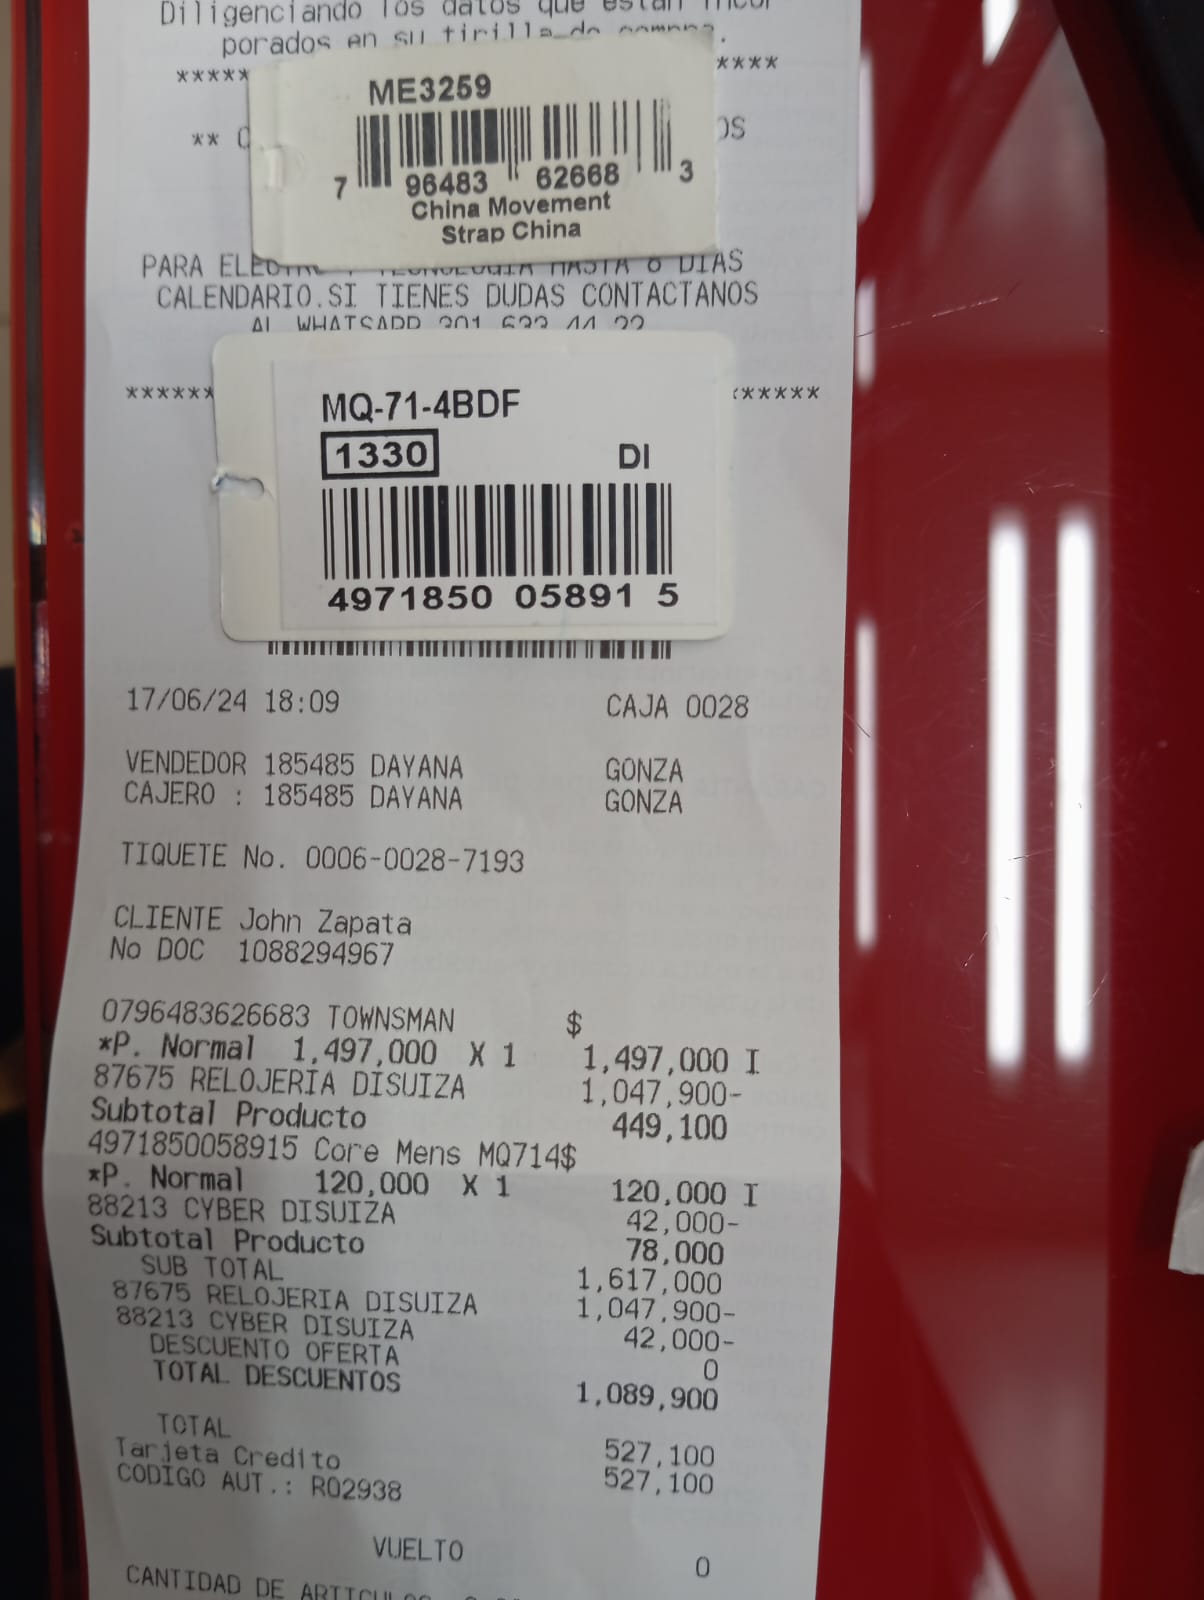 Diligenciando los datos que están incor
porados en su tirilla de compra.
***** ****
ME3259
** OS
7 96483 62668 3
China Movement
Strap China
PARA TECNOLOGIA HASTA 8 DIAS
CALENDARIO.SI TIENES DUDAS CONTACTANOS
AL WHATSAPP 301 633 44 22
****** ******
MQ-71-4BDF
1330 DI
4971850 05891 5
17/06/24 18:09 CAJA 0028
VENDEDOR 185485 DAYANA GONZA
CAJERO : 185485 DAYANA GONZA
TIQUETE No. 0006-0028-7193
CLIENTE John Zapata
No DOC 1088294967
0796483626683 TOWNSMAN $
*P. Normal 1,497,000 X 1 1,497,000 I
87675 RELOJERIA DISUIZA 1,047,900-
Subtotal Producto 449,100
4971850058915 Core Mens MQ714$
*P. Normal 120,000 X 1 120,000 I
88213 CYBER DISUIZA 42,000-
Subtotal Producto 78,000
SUB TOTAL 1,617,000
87675 RELOJERIA DISUIZA 1,047,900-
88213 CYBER DISUIZA 42,000-
DESCUENTO OFERTA 0
TOTAL DESCUENTOS 1,089,900
TOTAL 527,100
Tarjeta Credito 527,100
CODIGO AUT.: R02938
VUELTO 0
CANTIDAD DE ARTICULOS